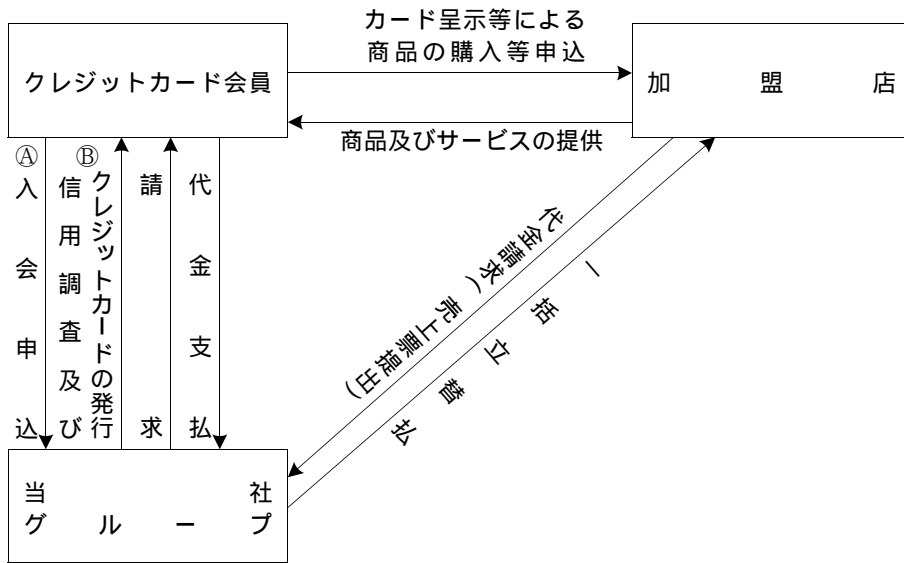 カード呈示等による
商品の購入等申込
クレジットカード会員
加盟店
商品及びサービスの提供
Ⓐ
入会申込
Ⓑ
信用調査及び
クレジットカードの発行
請求
代金支払
代金請求(売上票提出)
一括立替払
当社
グループ